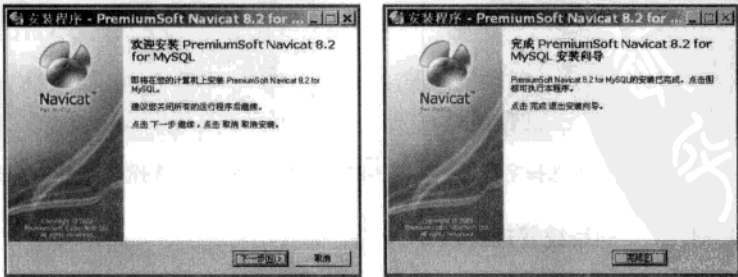 安装程序 - PremiumSoft Navicat 8.2 for ...
欢迎安装 PremiumSoft Navicat 8.2
for MySQL
即将在您的计算机上安装 PremiumSoft Navicat 8.2 for
MySQL。
建议您关闭所有的运行程序后继续。
点击 下一步 继续，点击 取消 取消安装。
Navicat
下一步(N) >
取消
安装程序 - PremiumSoft Navicat 8.2 for ...
完成 PremiumSoft Navicat 8.2 for
MySQL 安装向导
PremiumSoft Navicat 8.2 for MySQL的安装已完成。点击图
标可执行本程序。
点击 完成 退出安装向导。
Navicat
完成(F)